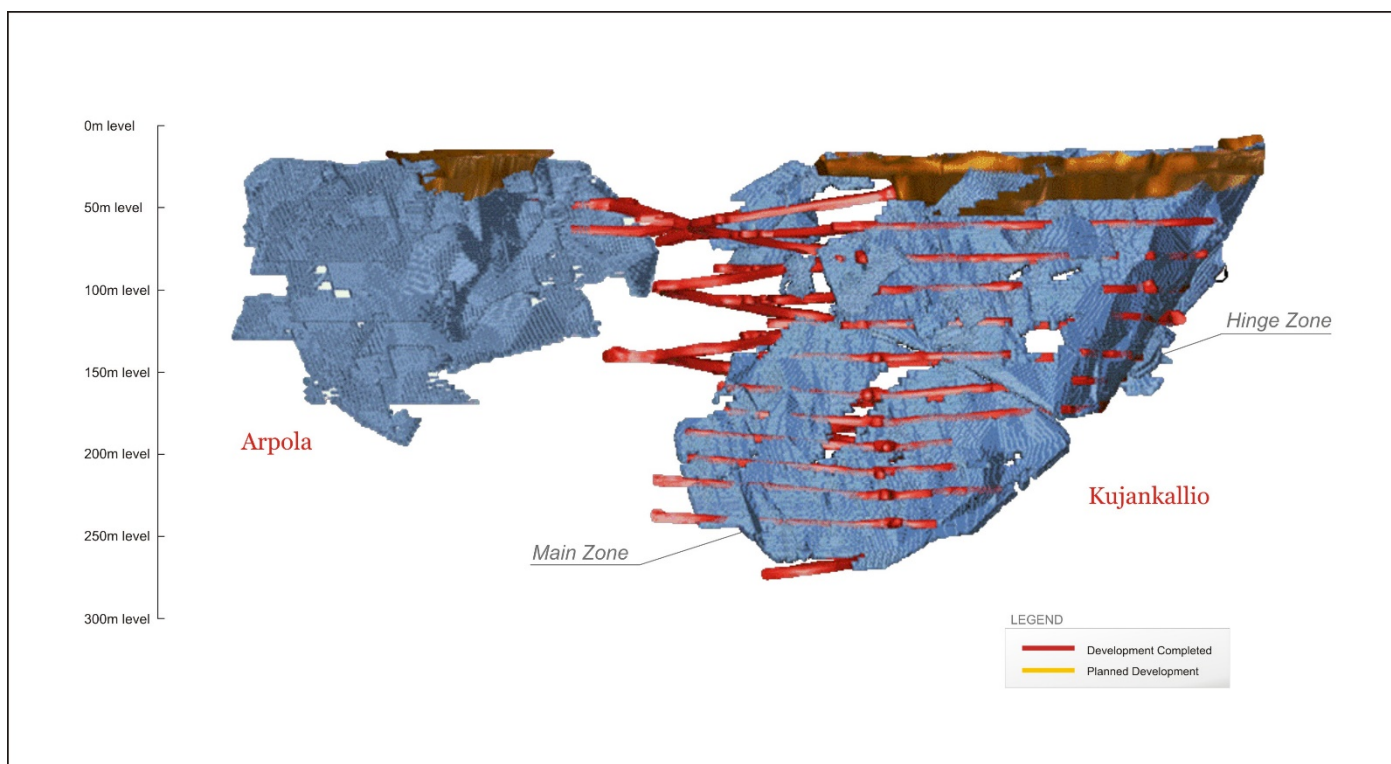 0m level
50m level
100m level
150m level
200m level
250m level
300m level
Arpola
Hinge Zone
Kujankallio
Main Zone
LEGEND
Development Completed
Planned Development